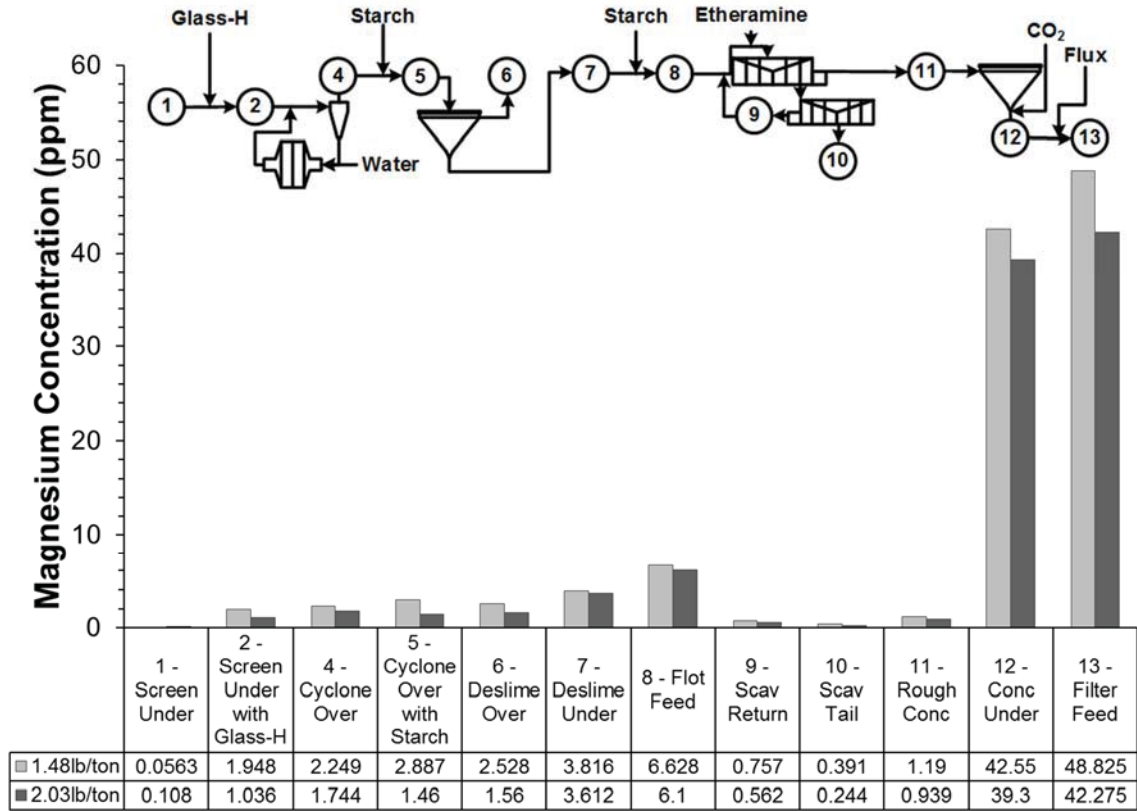 Glass-H
Starch
Starch
Etheramine
CO₂
Flux
1
2
4
5
6
7
8
9
10
11
12
13
Water
Magnesium Concentration (ppm)
60
50
40
30
20
10
0
1 -
Screen
Under
2 -
Screen
Under
with
Glass-H
4 -
Cyclone
Over
5 -
Cyclone
Over
with
Starch
6 -
Deslime
Over
7 -
Deslime
Under
8 - Flot
Feed
9 -
Scav
Return
10 -
Scav
Tail
11 -
Rough
Conc
12 -
Conc
Under
13 -
Filter
Feed
1.48lb/ton 0.0563 1.948 2.249 2.887 2.528 3.816 6.628 0.757 0.391 1.19 42.55 48.825
2.03lb/ton 0.108 1.036 1.744 1.46 1.56 3.612 6.1 0.562 0.244 0.939 39.3 42.275